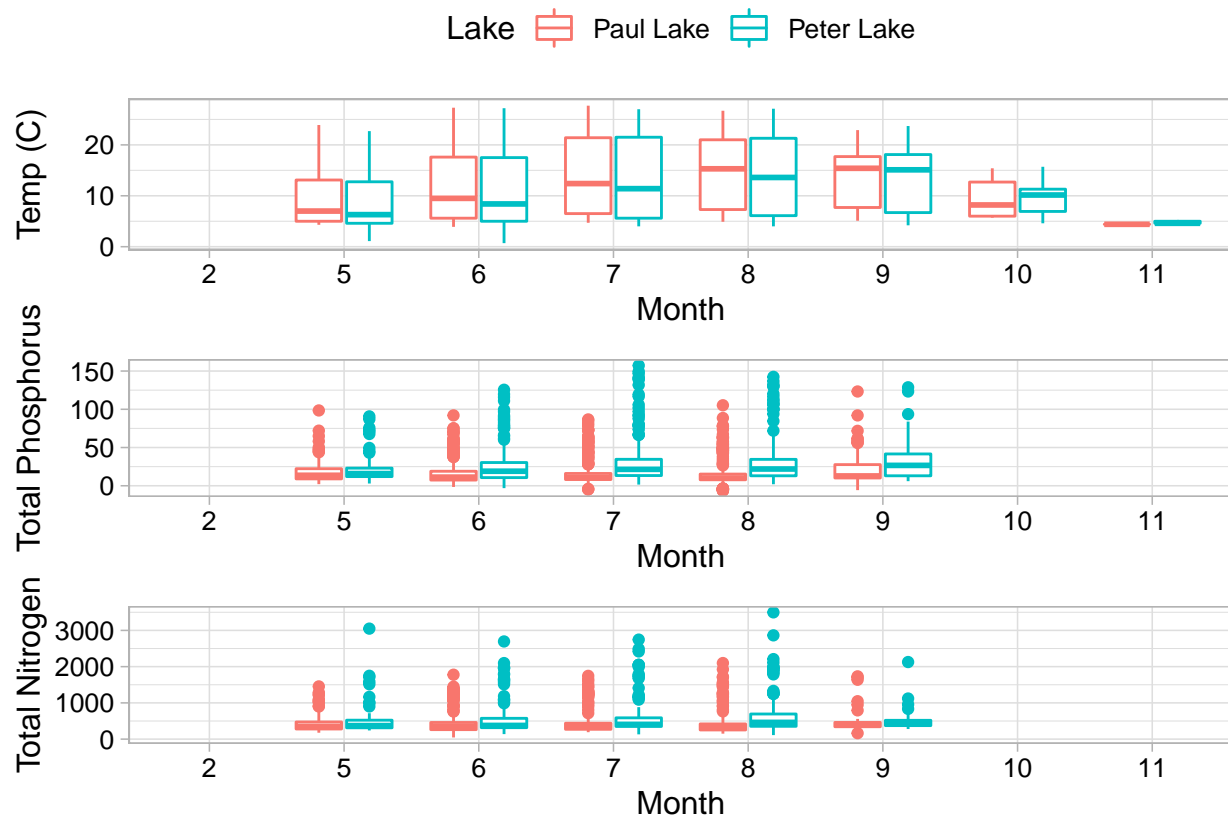 Lake Paul Lake Peter Lake
Temp (C)
20
10
0
2 5 6 7 8 9 10 11
Month
Total Phosphorus
150
100
50
0
2 5 6 7 8 9 10 11
Month
Total Nitrogen
3000
2000
1000
0
2 5 6 7 8 9 10 11
Month